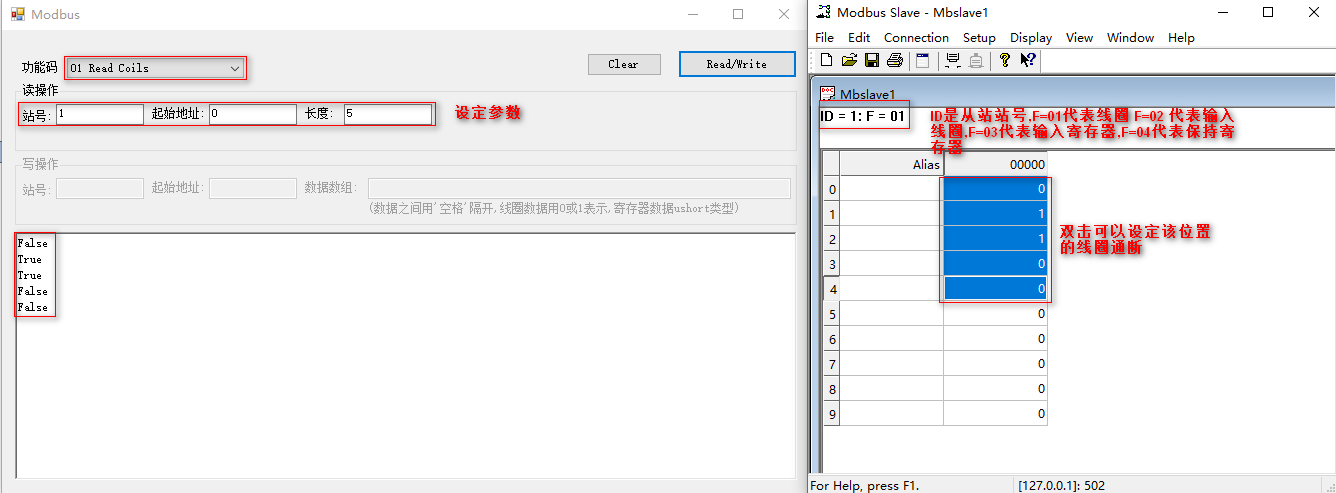 Modbus
功能码
01 Read Coils
Clear
Read/Write
读操作
站号:
1
起始地址:
0
长度:
5
设定参数
写操作
站号:
起始地址:
数据数组:
(数据之间用'空格'隔开,线圈数据用0或1表示,寄存器数据ushort类型)
False
True
True
False
False
Modbus Slave - Mbslave1
File Edit Connection Setup Display View Window Help
Mbslave1
ID = 1: F = 01
ID是从站站号,F=01代表线圈 F=02 代表输入
线圈,F=03代表输入寄存器,F=04代表保持寄
存器
Alias 00000
0 0
1 1
2 1
3 0
4 0
5 0
6 0
7 0
8 0
9 0
双击可以设定该位置
的线圈通断
For Help, press F1.
[127.0.0.1]: 502